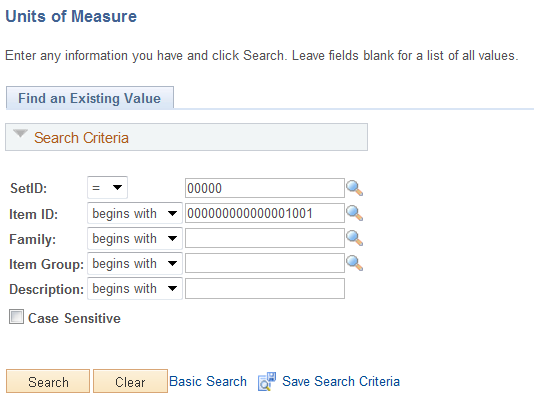 Units of Measure
Enter any information you have and click Search. Leave fields blank for a list of all values.
Find an Existing Value
Search Criteria
SetID: = 00000
Item ID: begins with 000000000000001001
Family: begins with
Item Group: begins with
Description: begins with
Case Sensitive
Search Clear Basic Search Save Search Criteria